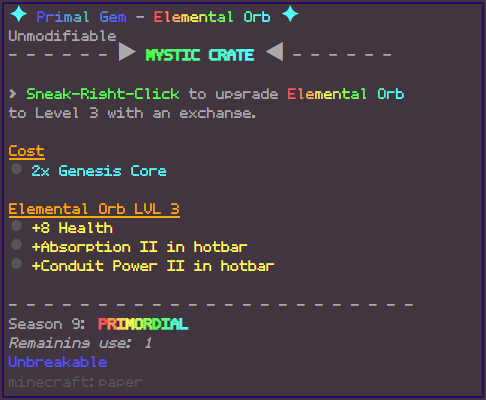 ✦ Primal Gem - Elemental Orb ✦
Unmodifiable
- - - - - - ▶ MYSTIC CRATE ◀ - - - - - -
> Sneak-Right-Click to upgrade Elemental Orb
to Level 3 with an exchange.
Cost
● 2x Genesis Core
Elemental Orb LVL 3
● +8 Health
● +Absorption II in hotbar
● +Conduit Power II in hotbar
- - - - - - - - - - - - - - - - - - - - - - - -
Season 9: PRIMORDIAL
Remaining use: 1
Unbreakable
minecraft:paper